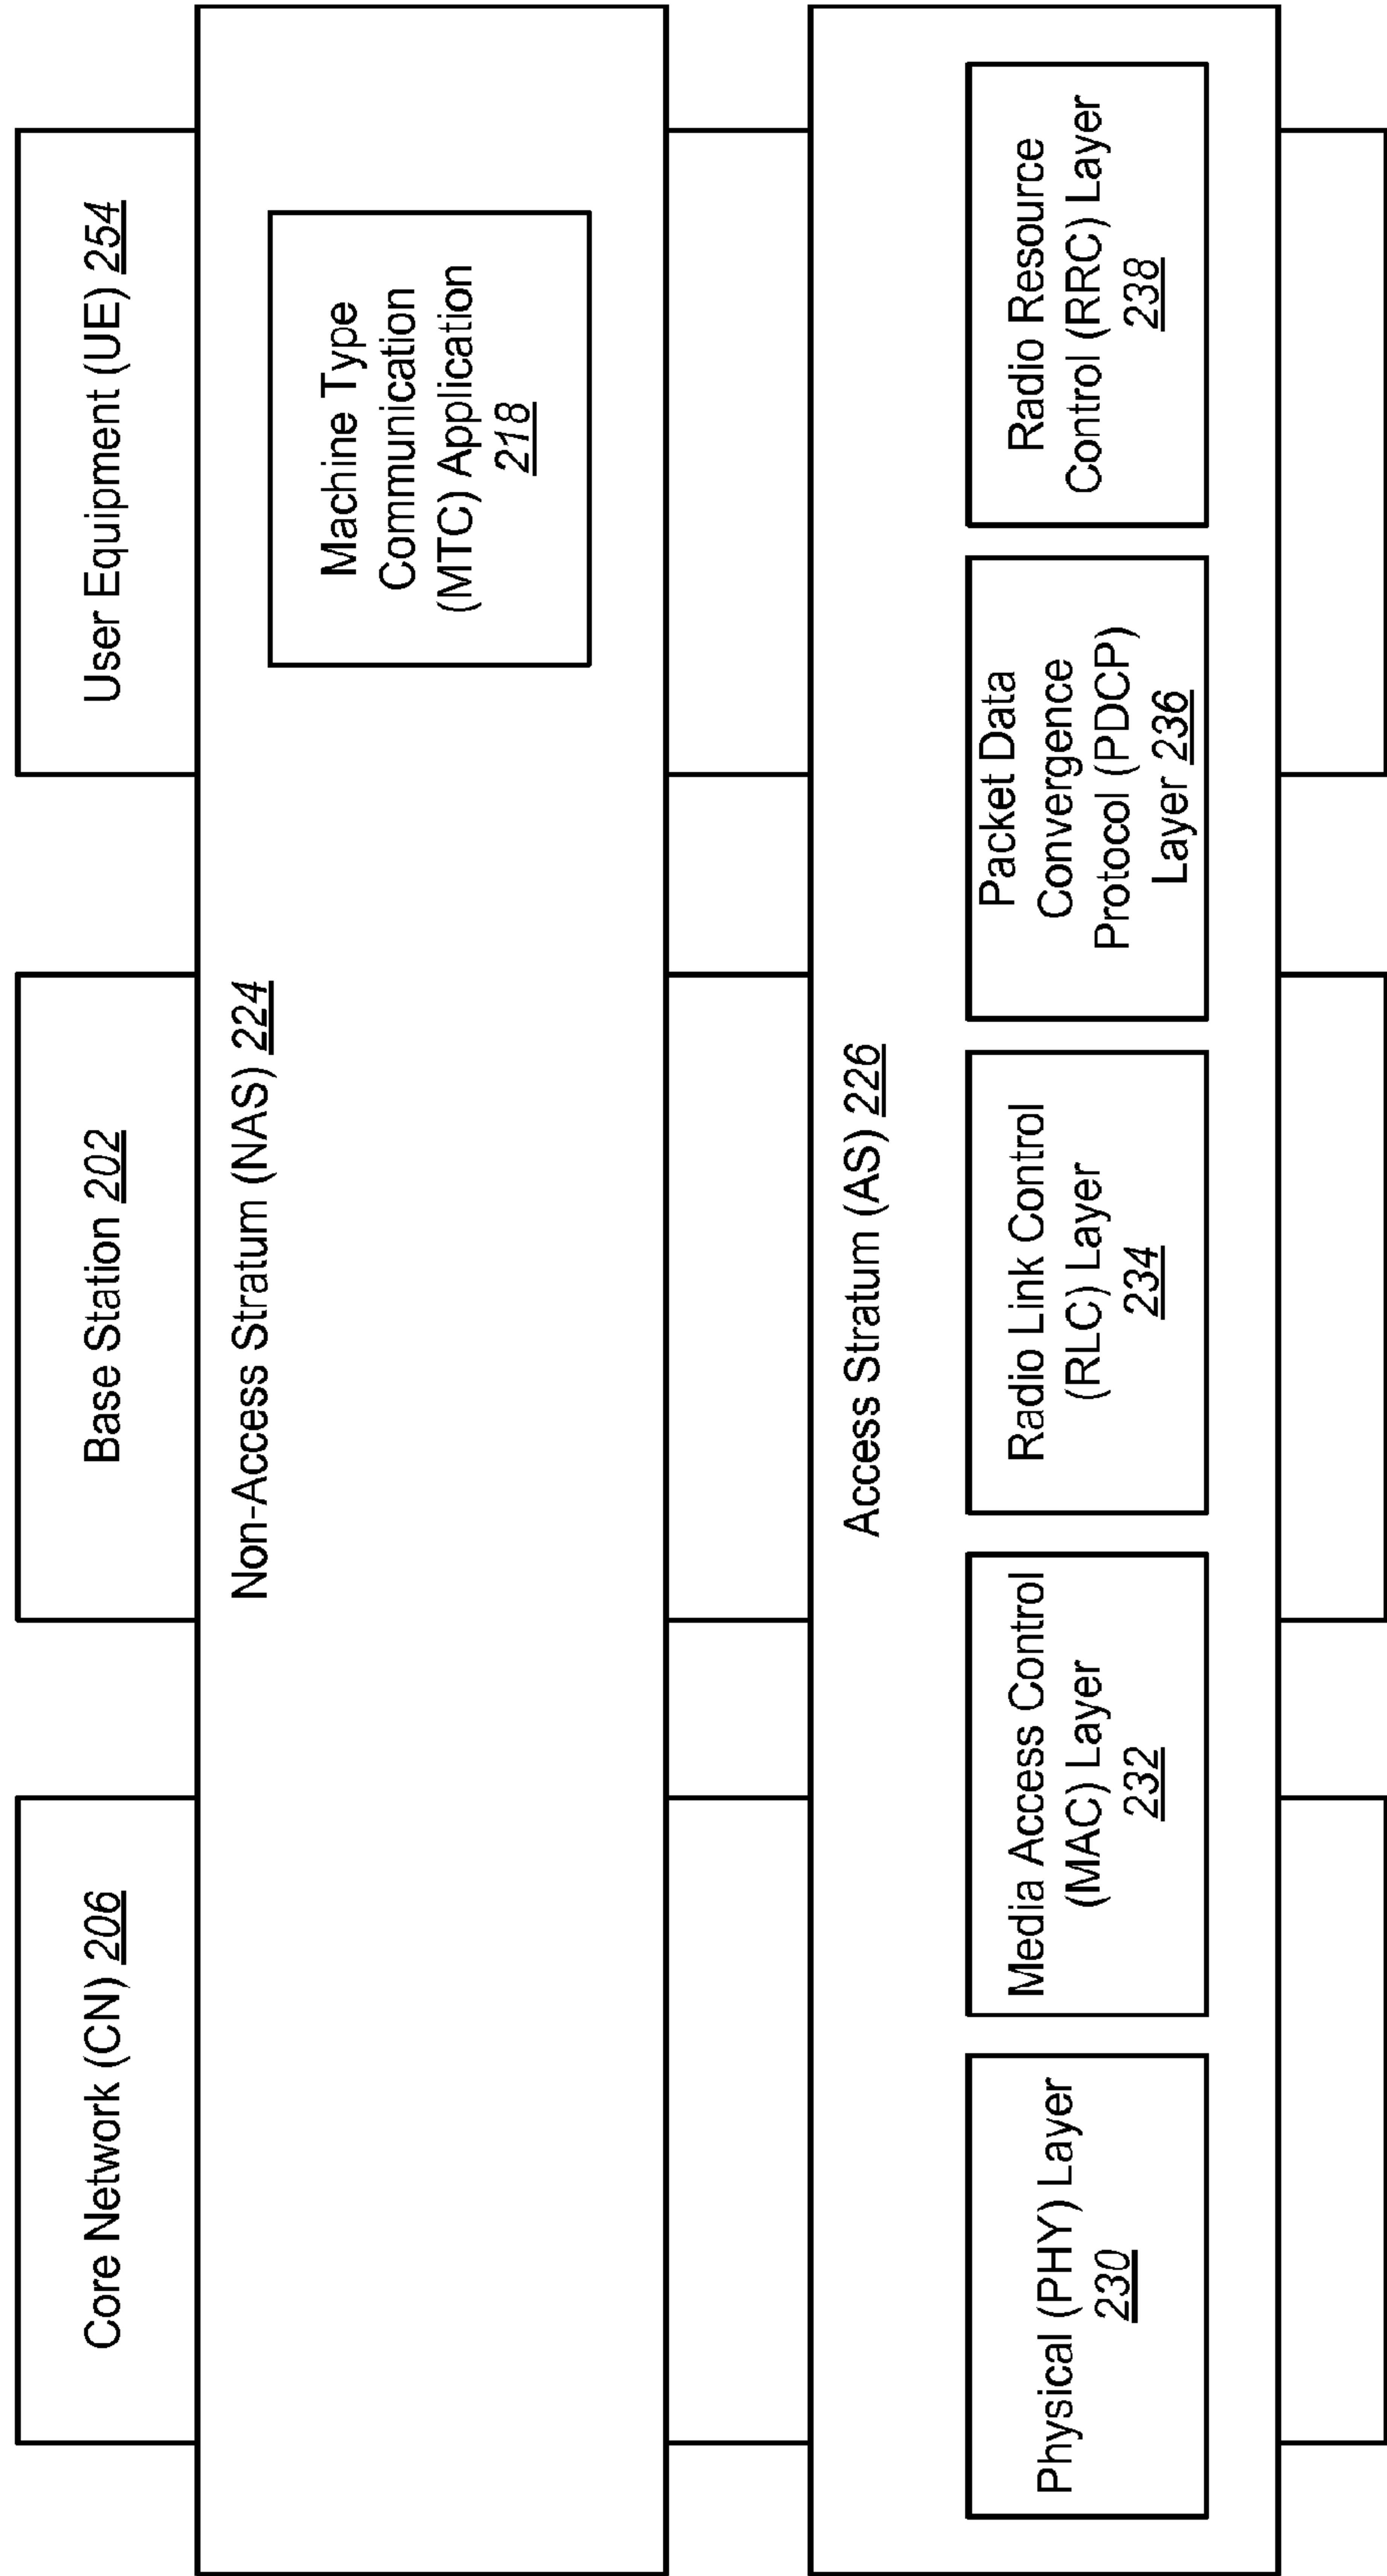 Core Network (CN) 206
Base Station 202
User Equipment (UE) 254
Non-Access Stratum (NAS) 224
Machine Type
Communication
(MTC) Application
218
Access Stratum (AS) 226
Physical (PHY) Layer
230
Media Access Control
(MAC) Layer
232
Radio Link Control
(RLC) Layer
234
Packet Data
Convergence
Protocol (PDCP)
Layer 236
Radio Resource
Control (RRC) Layer
238